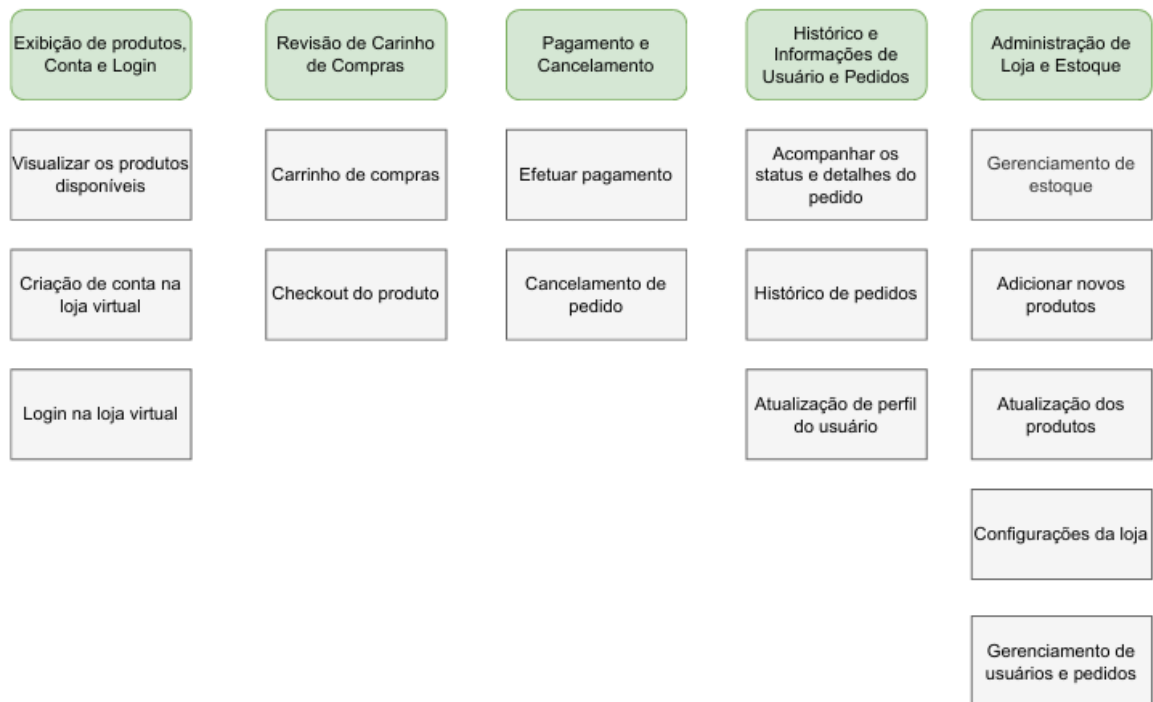 Exibição de produtos,
Conta e Login
Revisão de Carinho
de Compras
Pagamento e
Cancelamento
Histórico e
Informações de
Usuário e Pedidos
Administração de
Loja e Estoque
Visualizar os produtos
disponíveis
Carrinho de compras
Efetuar pagamento
Acompanhar os
status e detalhes do
pedido
Gerenciamento de
estoque
Criação de conta na
loja virtual
Checkout do produto
Cancelamento de
pedido
Histórico de pedidos
Adicionar novos
produtos
Login na loja virtual
Atualização de perfil
do usuário
Atualização dos
produtos
Configurações da loja
Gerenciamento de
usuários e pedidos